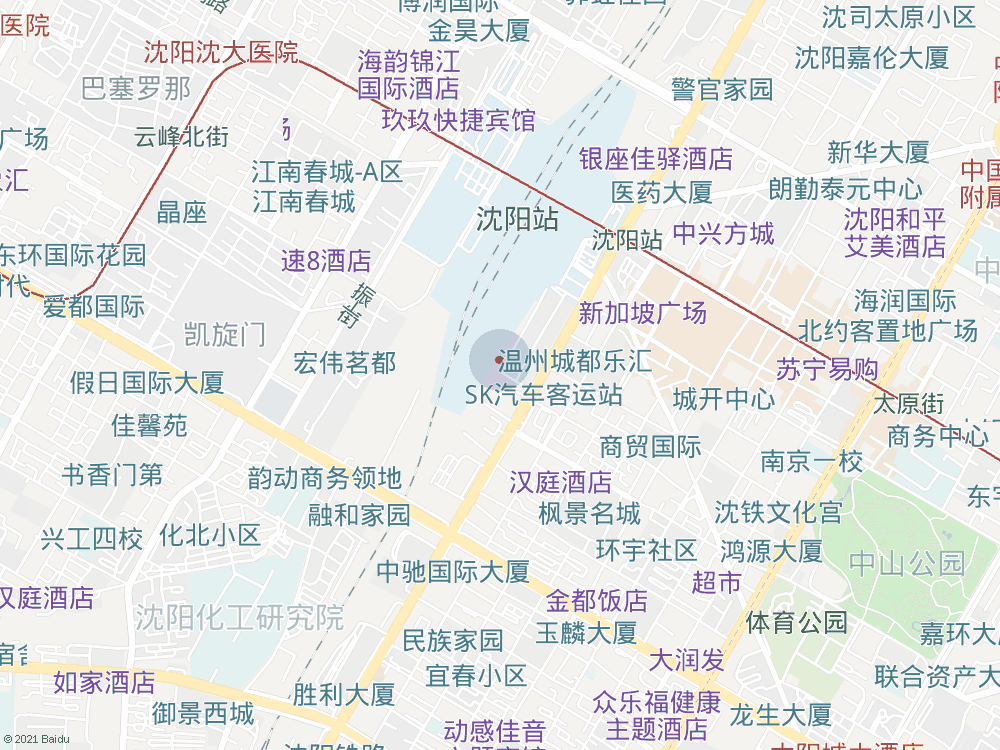 医院
博润国际
金昊大厦
沈司太原小区
沈阳沈大医院
沈阳嘉伦大厦
海韵锦江
国际酒店
巴塞罗那
警官家园
玖玖快捷宾馆
云峰北街
广场
银座佳驿酒店
新华大厦
江南春城-A区
江南春城
医药大厦
朗勤泰元中心
中国
附属
晶座
沈阳站
沈阳站
中兴方城
沈阳和平
艾美酒店
东环国际花园
速8酒店
时代
爱都国际
振
街
新加坡广场
海润国际
北约客置地广场
凯旋门
宏伟茗都
温州城都乐汇
苏宁易购
假日国际大厦
SK汽车客运站
城开中心
太原街
佳馨苑
商贸国际
商务中心
书香门第
韵动商务领地
汉庭酒店
南京一校
融和家园
枫景名城
沈铁文化宫
兴工四校
化北小区
环宇社区
鸿源大厦
中山公园
中驰国际大厦
超市
汉庭酒店
金都饭店
沈阳化工研究院
体育公园
民族家园
玉麟大厦
嘉环大
大润发
如家酒店
宜春小区
联合资产大
胜利大厦
众乐福健康
主题酒店
御景西城
龙生大厦
动感佳音
© 2021 Baidu